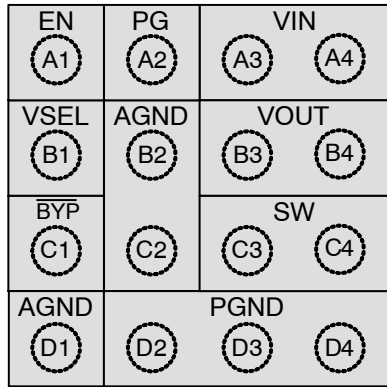 EN PG VIN
A1 A2 A3 A4
VSEL AGND VOUT
B1 B2 B3 B4
BYP SW
C1 C2 C3 C4
AGND PGND
D1 D2 D3 D4